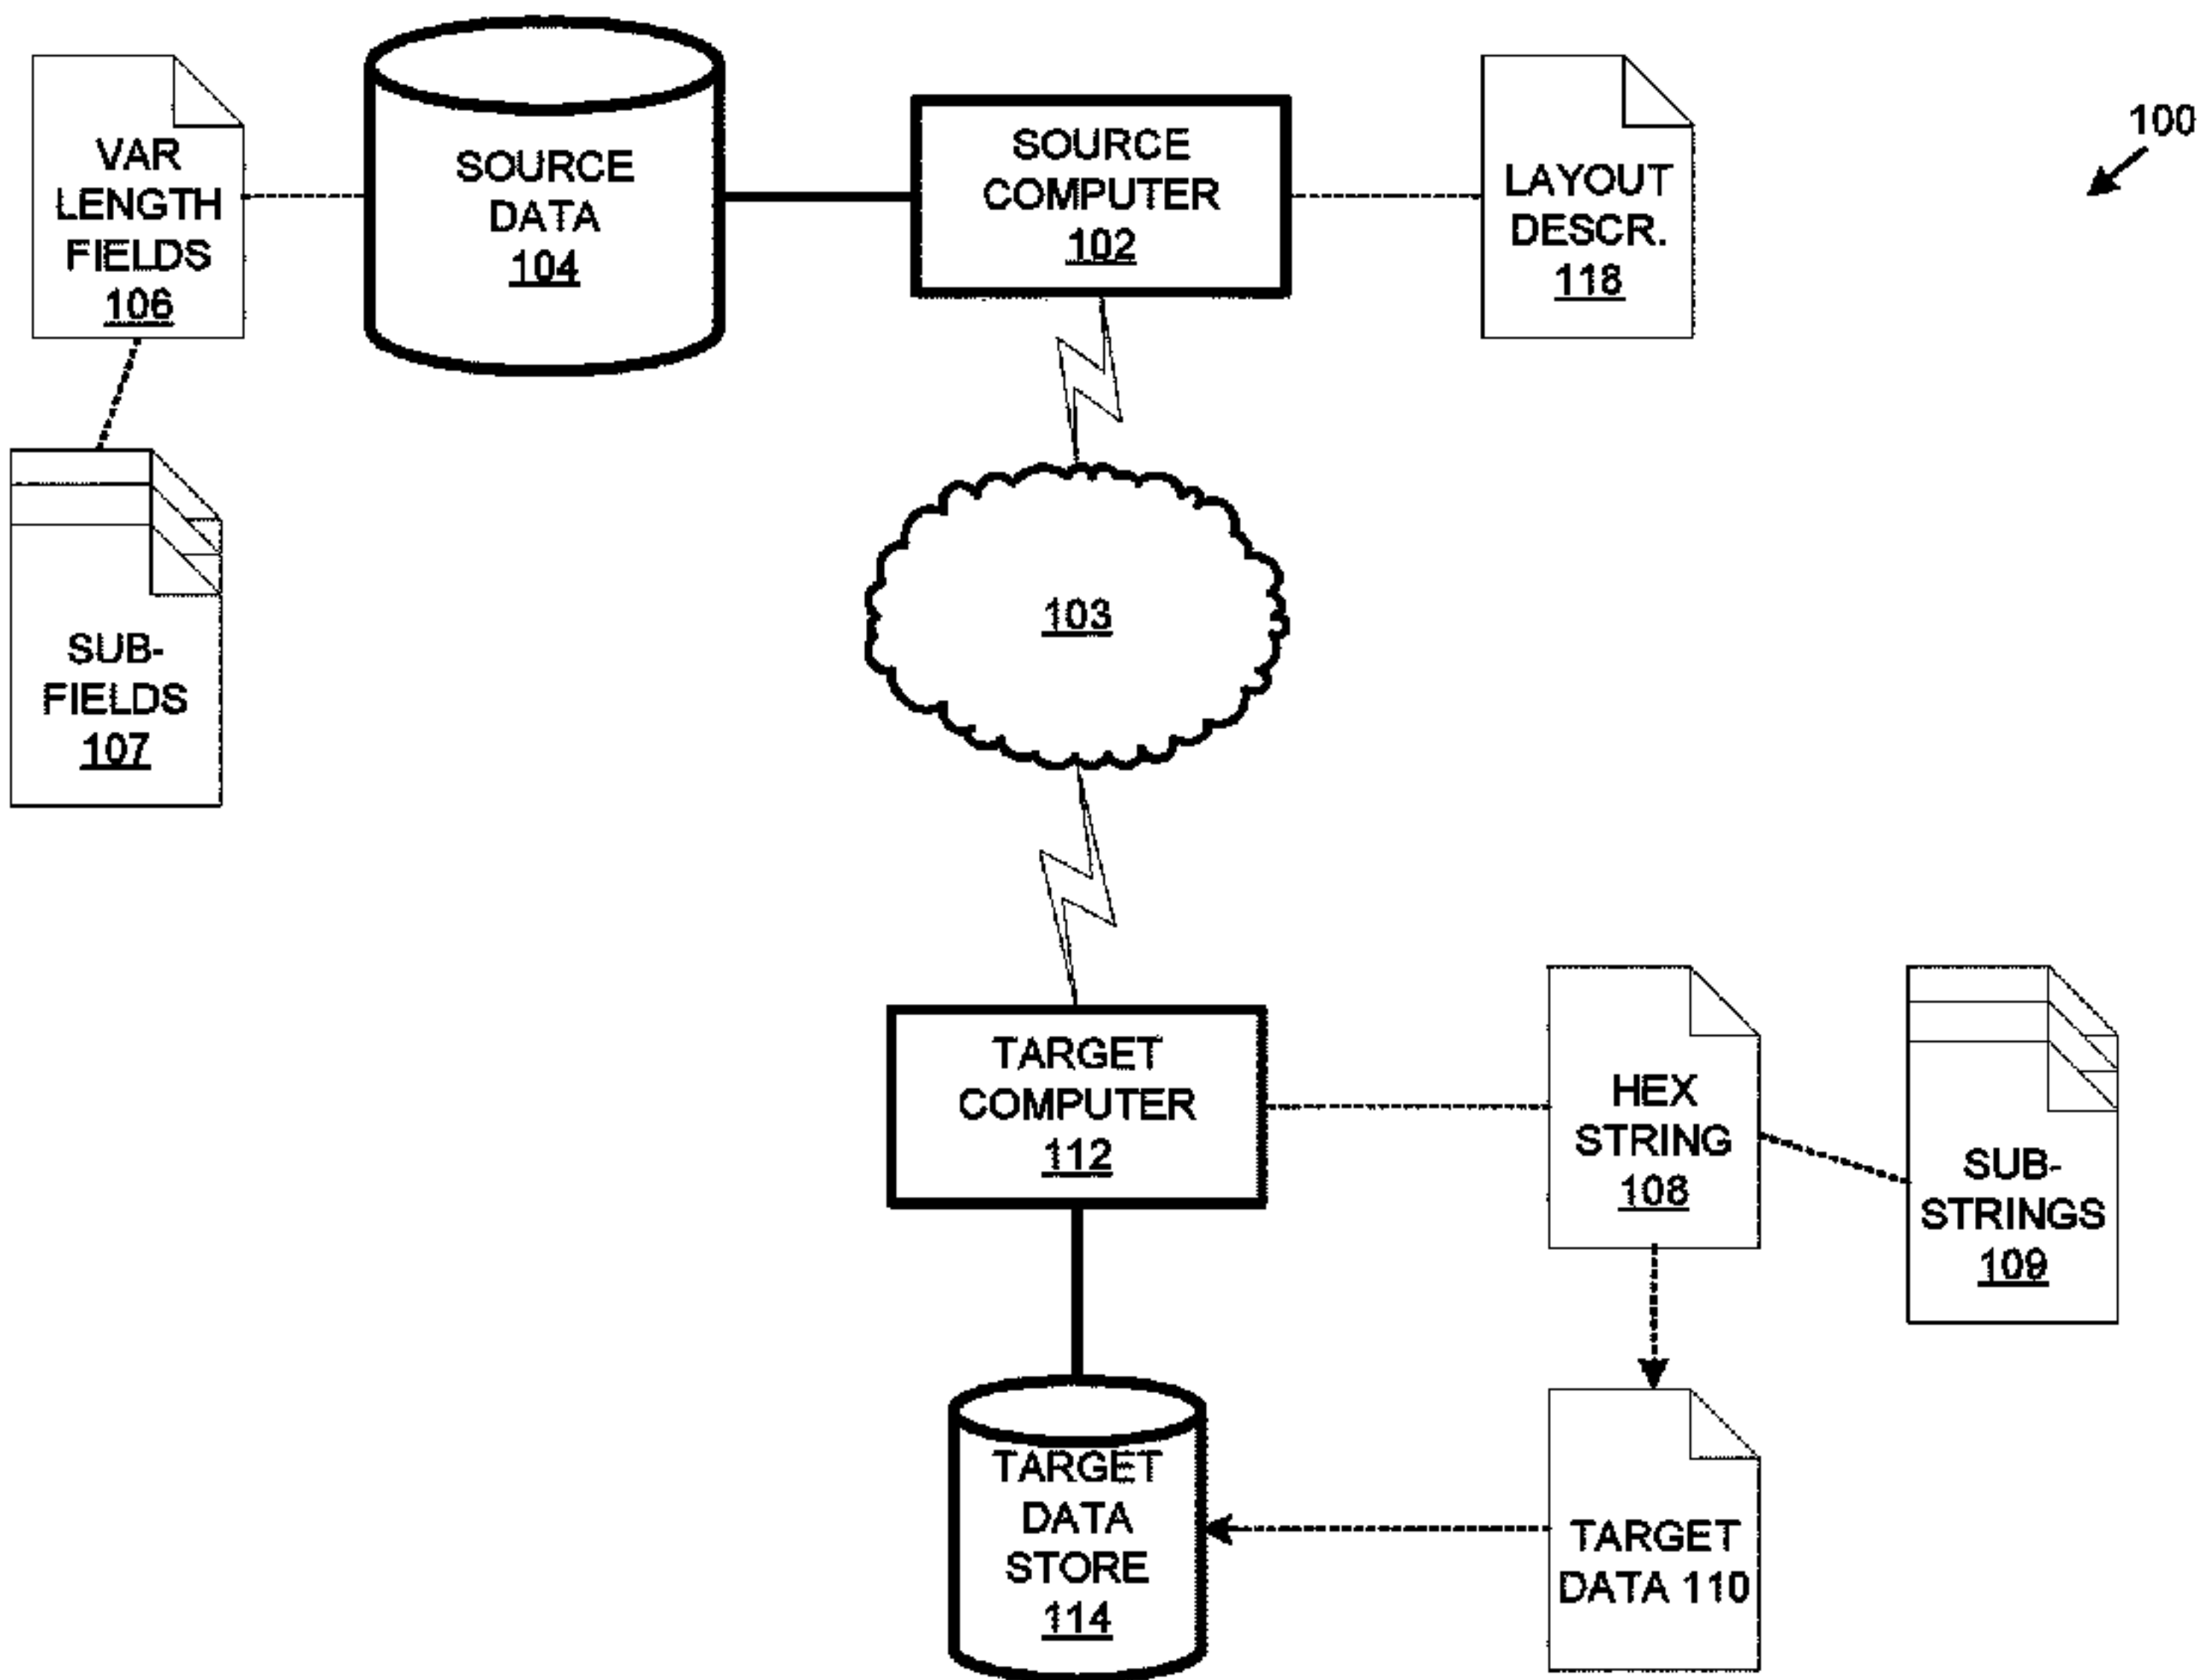 100
VAR
LENGTH
FIELDS
106
SOURCE
DATA
104
SOURCE
COMPUTER
102
LAYOUT
DESCR.
118
SUB-
FIELDS
107
103
TARGET
COMPUTER
112
HEX
STRING
108
SUB-
STRINGS
109
TARGET
DATA
STORE
114
TARGET
DATA 110